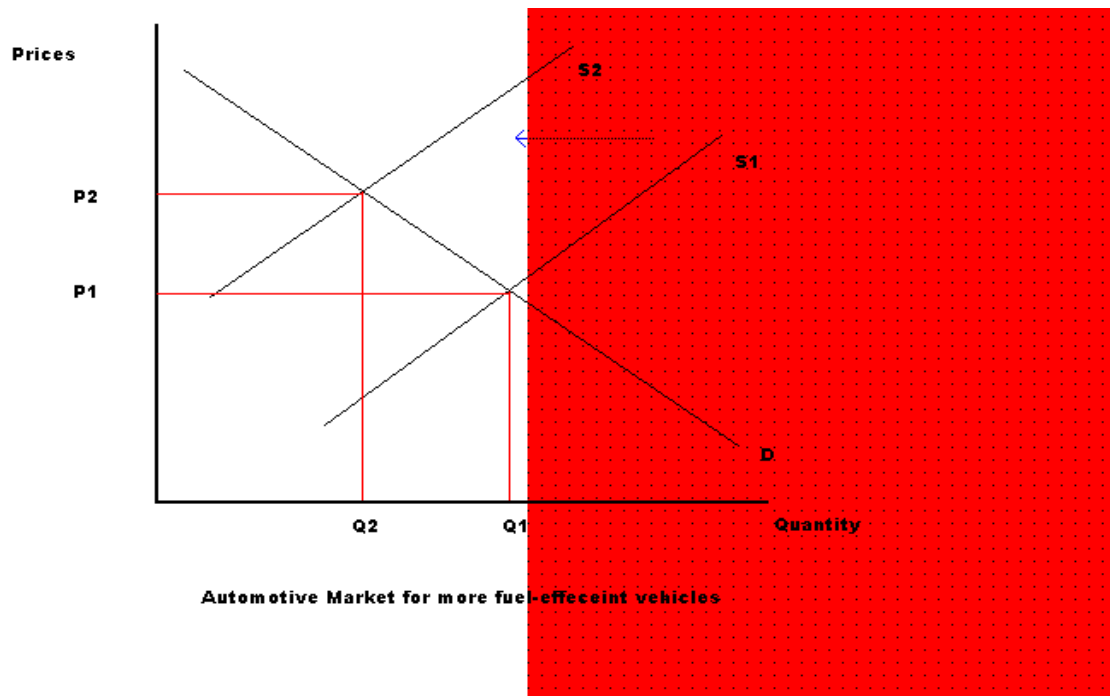 Prices
S2
S1
P2
P1
D
Q2 Q1 Quantity
Automotive Market for more fuel-effeceint vehicles